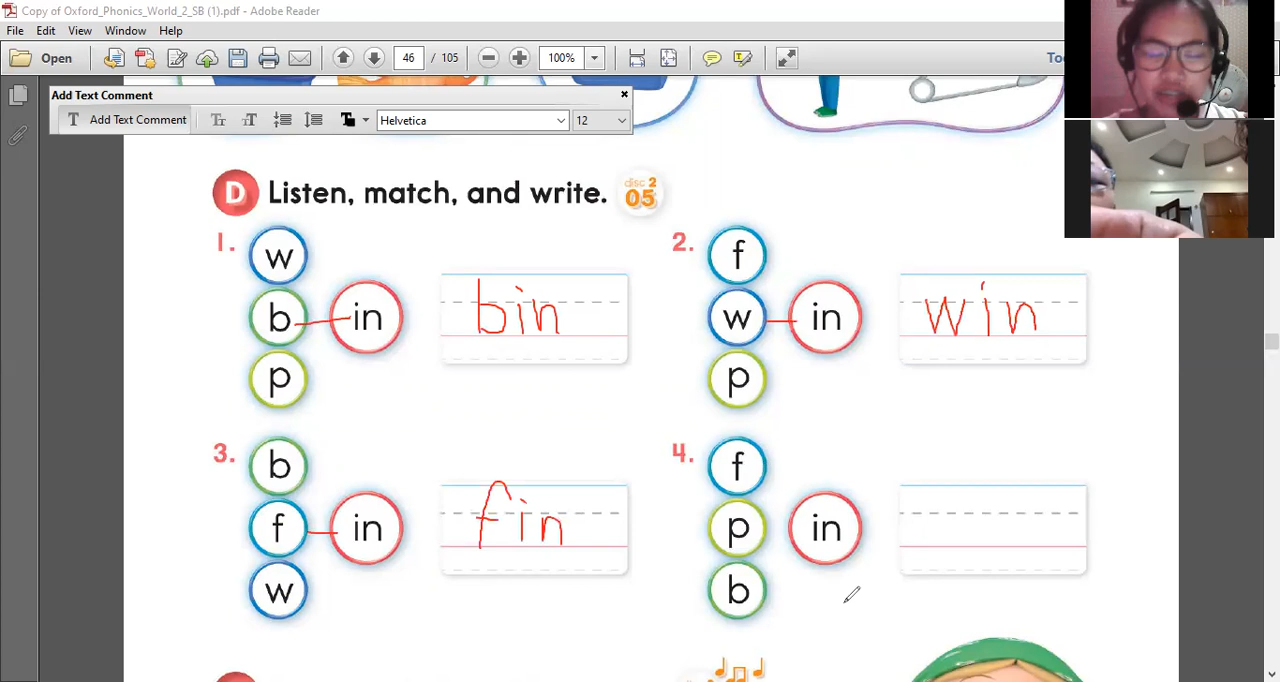 Copy of Oxford_Phonics_World_2_SB (1).pdf - Adobe Reader
File Edit View Window Help
Open 46 / 105 100%
Add Text Comment
Add Text Comment Helvetica 12
D Listen, match, and write. disc 2 05
1. 2.
w f
b in bin w in win
p p
3. 4.
b f
f in fin p in
w b